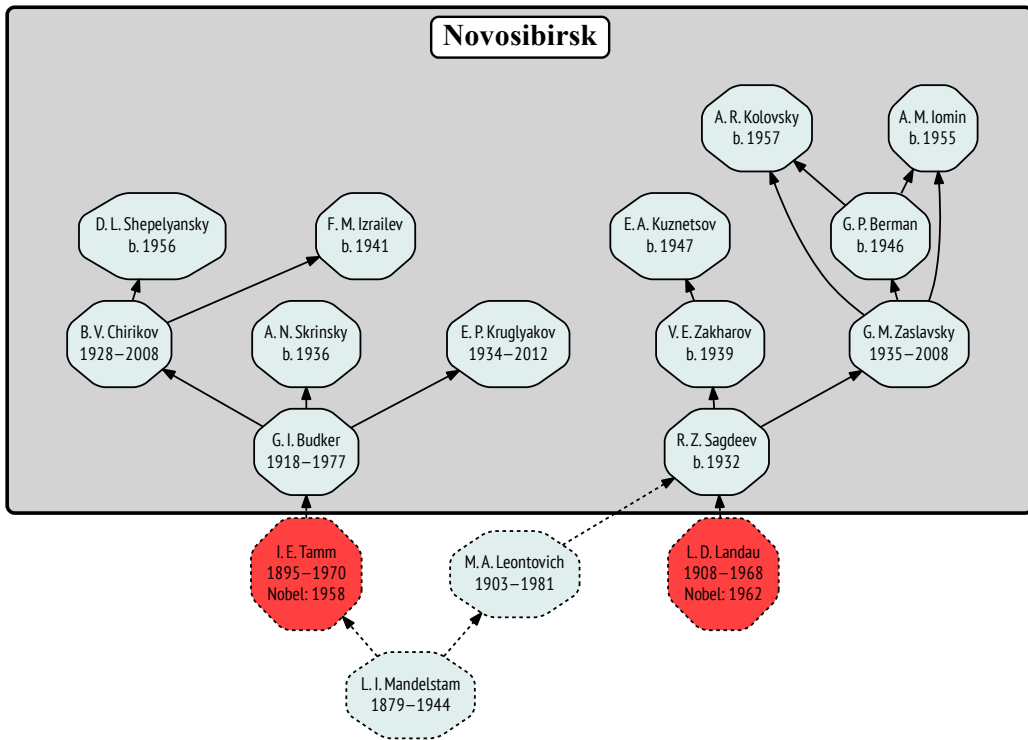 Novosibirsk
A. R. Kolovsky
b. 1957
A. M. Iomin
b. 1955
D. L. Shepelyansky
b. 1956
F. M. Izrailev
b. 1941
E. A. Kuznetsov
b. 1947
G. P. Berman
b. 1946
B. V. Chirikov
1928–2008
A. N. Skrinsky
b. 1936
E. P. Kruglyakov
1934–2012
V. E. Zakharov
b. 1939
G. M. Zaslavsky
1935–2008
G. I. Budker
1918–1977
R. Z. Sagdeev
b. 1932
I. E. Tamm
1895–1970
Nobel: 1958
M. A. Leontovich
1903–1981
L. D. Landau
1908–1968
Nobel: 1962
L. I. Mandelstam
1879–1944